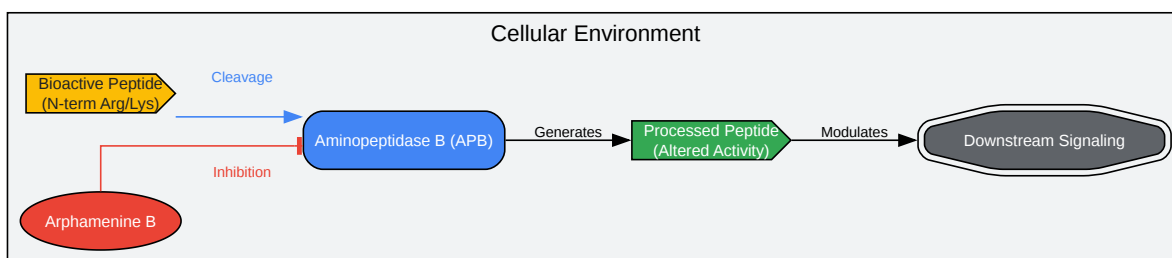 Cellular Environment
Cleavage
Bioactive Peptide
(N-term Arg/Lys)
Aminopeptidase B (APB)
Generates
Processed Peptide
(Altered Activity)
Modulates
Downstream Signaling
Inhibition
Arphamenine B